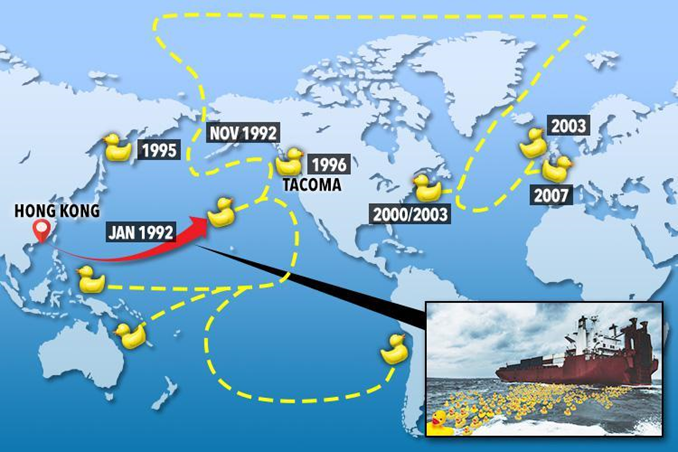 NOV 1992
2003
1995
1996
TACOMA
2007
HONG KONG
2000/2003
JAN 1992